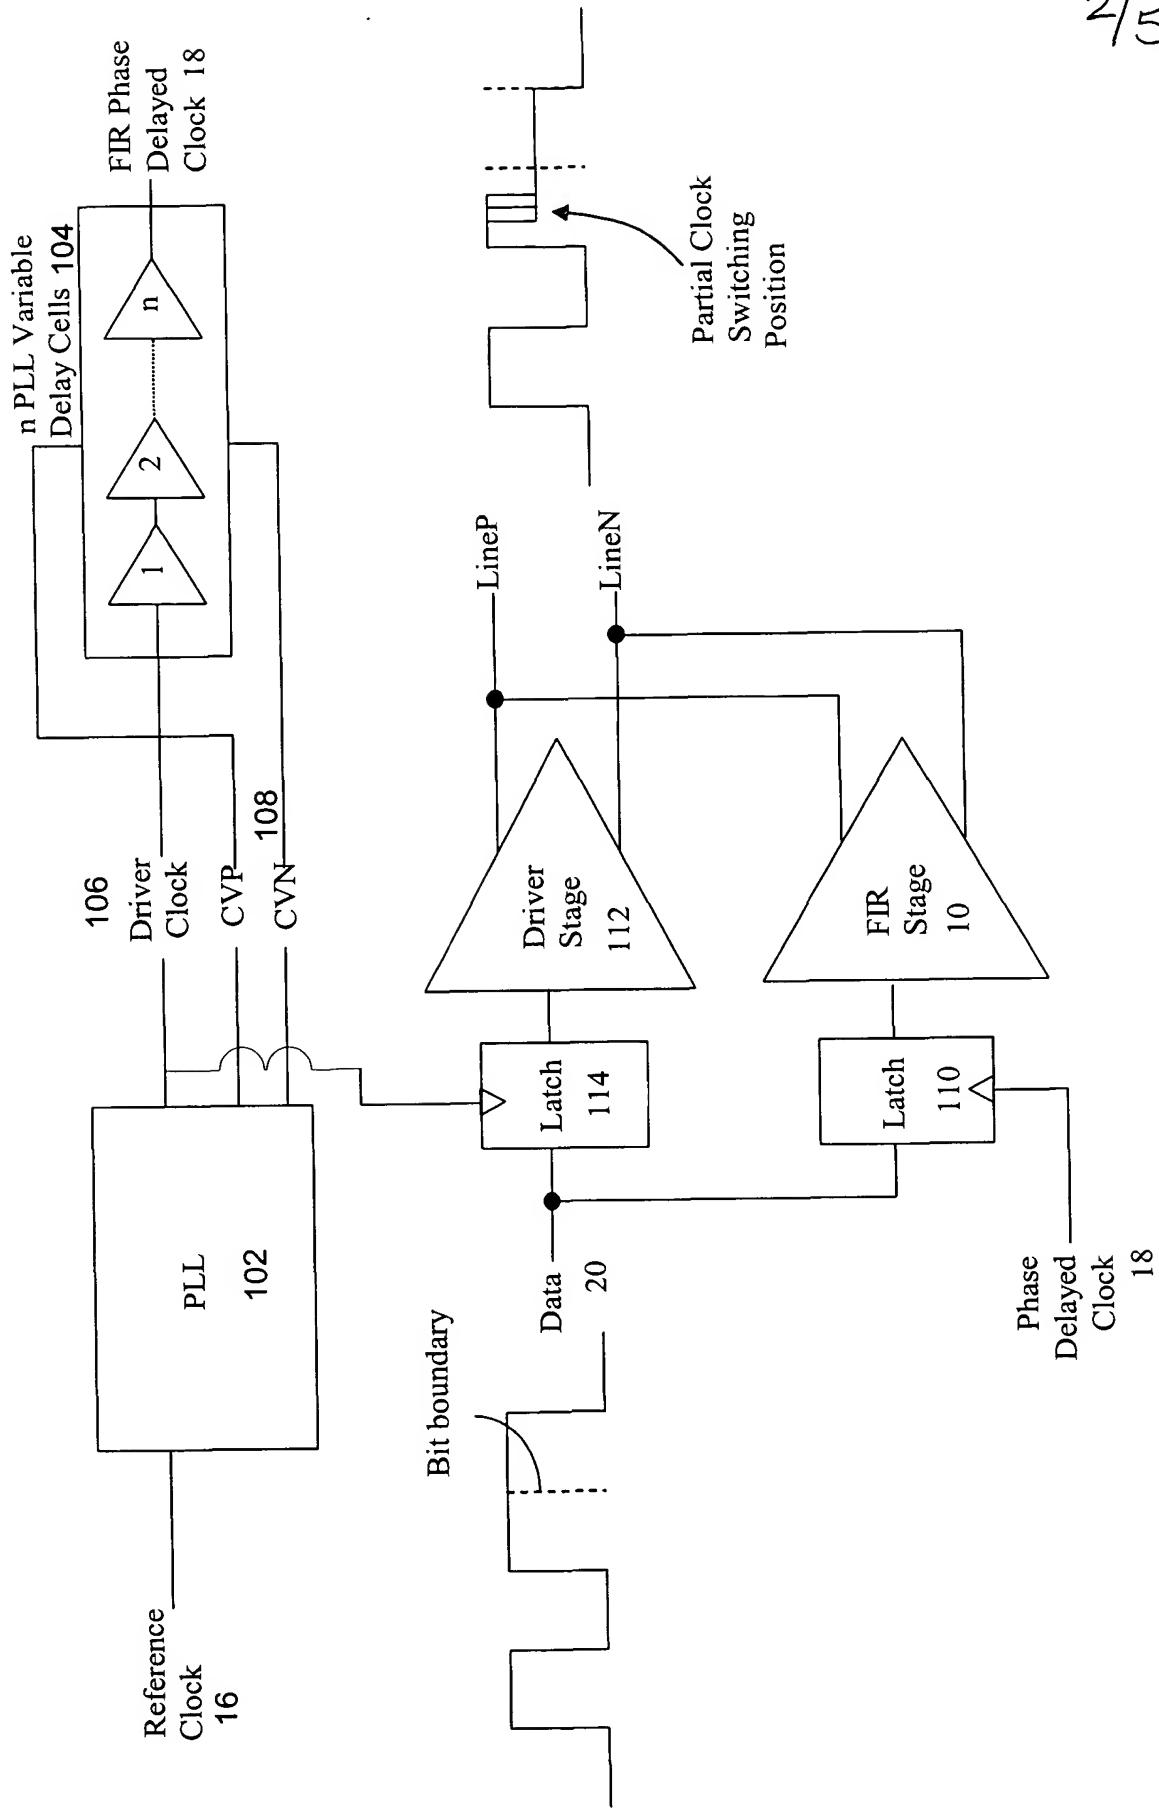 2/5
Reference
Clock
16
PLL
102
106
Driver
Clock
CVP
CVN
108
n PLL Variable
Delay Cells 104
1
2
n
FIR Phase
Delayed
Clock 18
Bit boundary
Data
20
Latch
114
Driver
Stage
112
LineP
LineN
Partial Clock
Switching
Position
Phase
Delayed
Clock
18
Latch
110
FIR
Stage
10